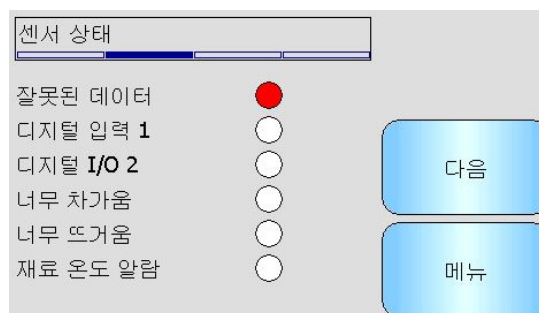 센서 상태
잘못된 데이터
디지털 입력 1
디지털 I/O 2
너무 차가움
너무 뜨거움
재료 온도 알람
다음
메뉴